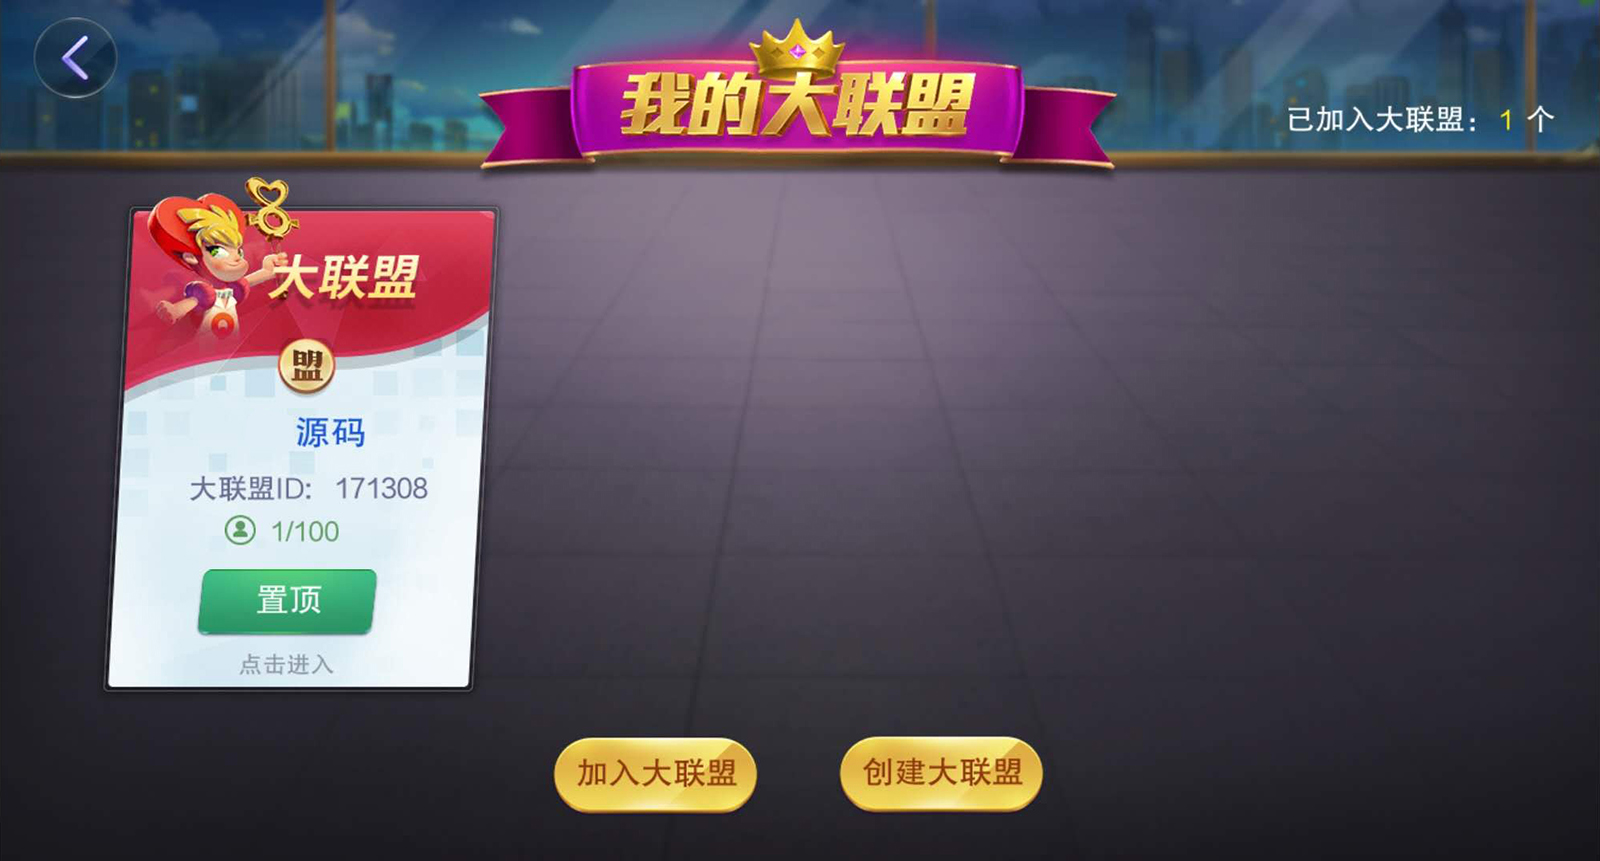 我的大联盟
已加入大联盟： 1 个
大联盟
盟
源码
大联盟ID: 171308
1/100
置顶
点击进入
加入大联盟
创建大联盟